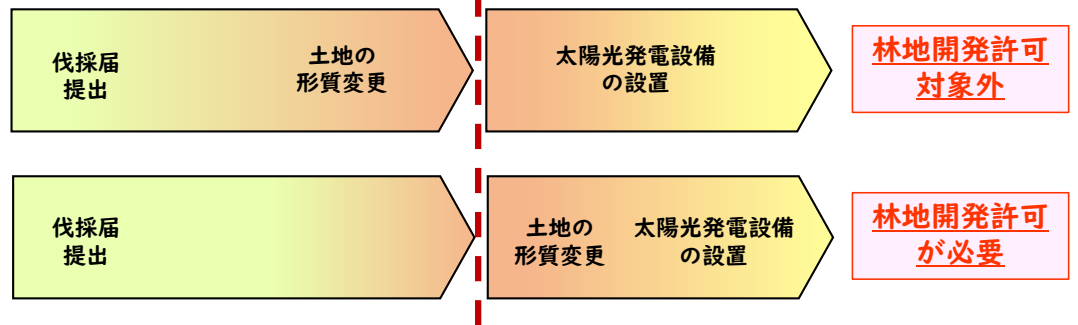 伐採届
提出
土地の
形質変更
太陽光発電設備
の設置
林地開発許可
対象外
伐採届
提出
土地の
形質変更
太陽光発電設備
の設置
林地開発許可
が必要